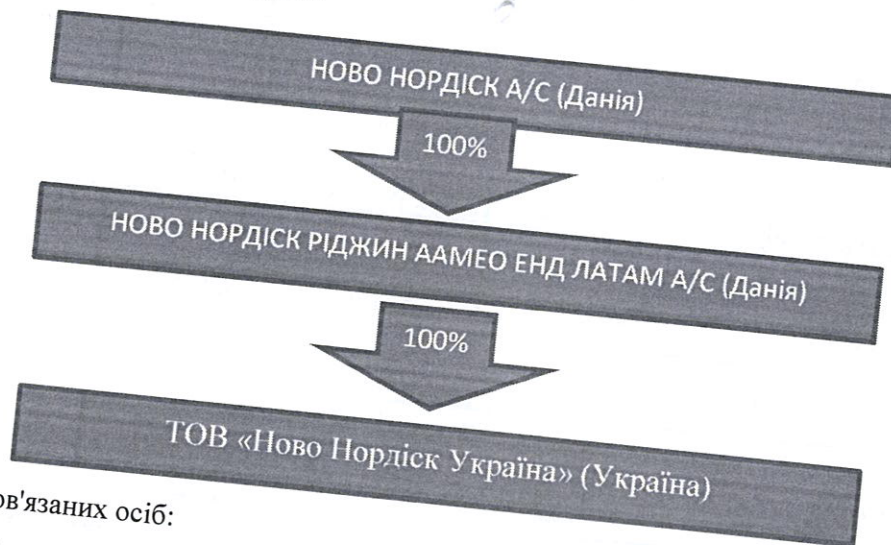 НОВО НОРДІСК А/С (Данія)
100%
НОВО НОРДІСК РІДЖИН ААМЕО ЕНД ЛАТАМ А/С (Данія)
100%
ТОВ «Ново Нордіск Україна» (Україна)
ов'язаних осіб: